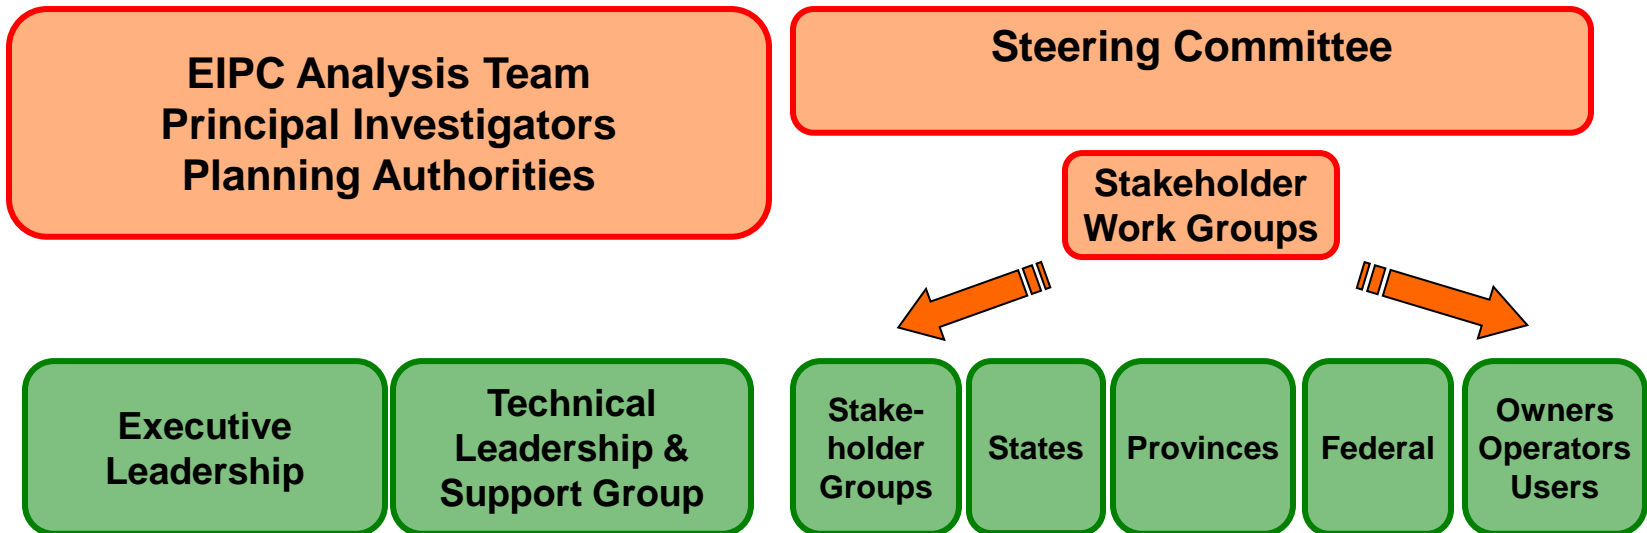 EIPC Analysis Team
Principal Investigators
Planning Authorities
Steering Committee
Stakeholder
Work Groups
Executive
Leadership
Technical
Leadership &
Support Group
Stake-
holder
Groups
States
Provinces
Federal
Owners
Operators
Users